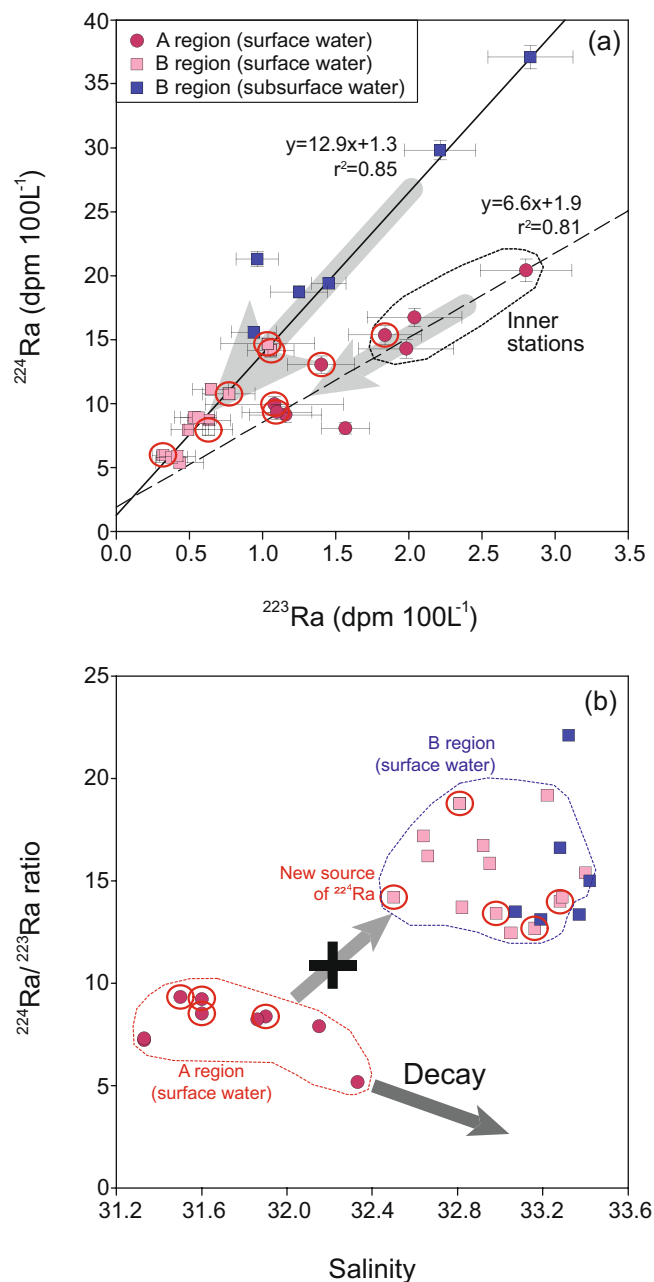 (a)
A region (surface water)
B region (surface water)
B region (subsurface water)
40
35
30
25
20
15
10
5
0
y=12.9x+1.3
r²=0.85
y=6.6x+1.9
r²=0.81
Inner
stations
²²⁴Ra (dpm 100L⁻¹)
0.0 0.5 1.0 1.5 2.0 2.5 3.0 3.5
²²³Ra (dpm 100L⁻¹)
(b)
25
20
15
10
5
0
B region
(surface water)
New source
of ²²⁴Ra
A region
(surface water)
Decay
²²⁴Ra/²²³Ra ratio
31.2 31.6 32.0 32.4 32.8 33.2 33.6
Salinity